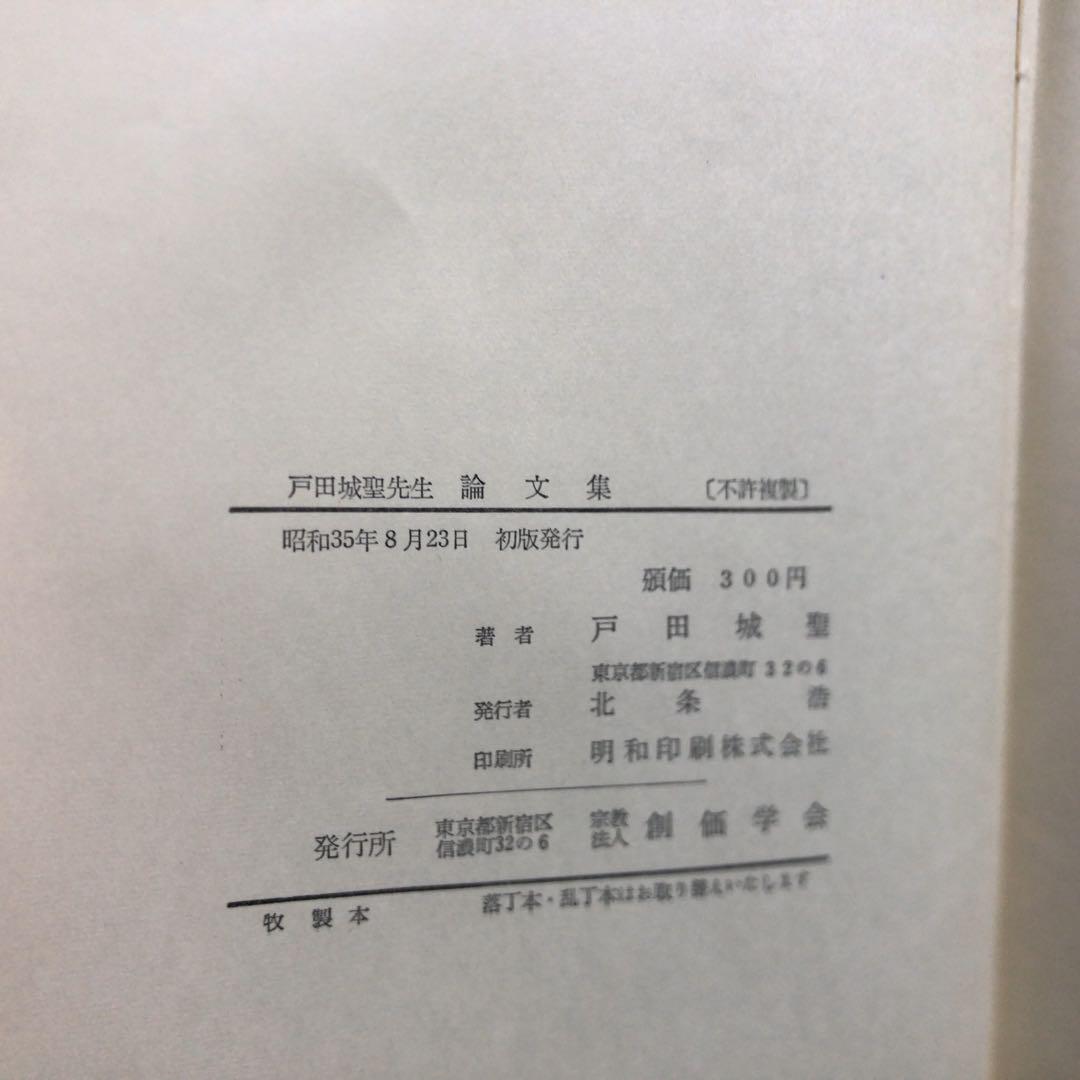 戸田城聖先生 論文集 〔不許複製〕
昭和35年8月23日 初版発行
頒価 300円
著者 戸田城聖
東京都新宿区信濃町32の6
発行者 北条浩
印刷所 明和印刷株式会社
発行所 東京都新宿区信濃町32の6 宗教法人 創価学会
牧製本 落丁本・乱丁本はお取り替えいたします